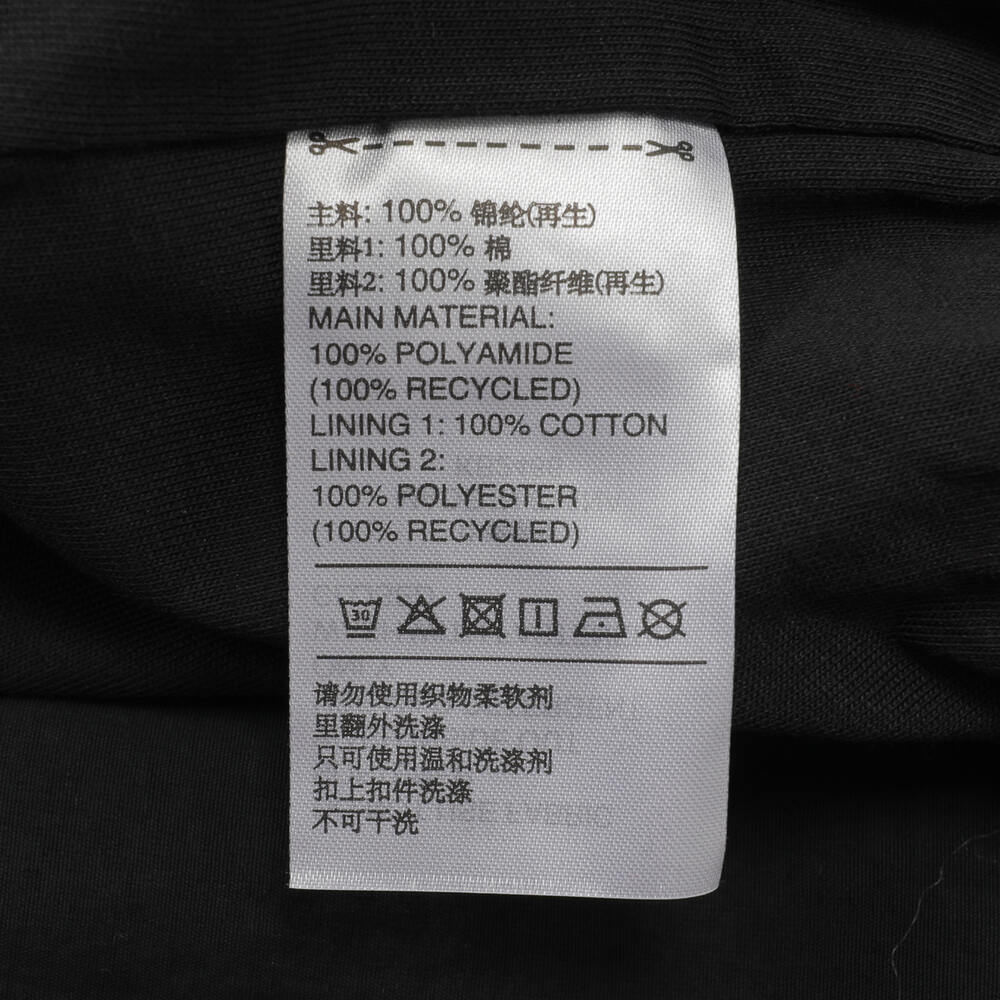 主料: 100% 锦纶(再生)
里料1: 100% 棉
里料2: 100% 聚酯纤维(再生)
MAIN MATERIAL:
100% POLYAMIDE
(100% RECYCLED)
LINING 1: 100% COTTON
LINING 2:
100% POLYESTER
(100% RECYCLED)
30
请勿使用织物柔软剂
里翻外洗涤
只可使用温和洗涤剂
扣上扣件洗涤
不可干洗